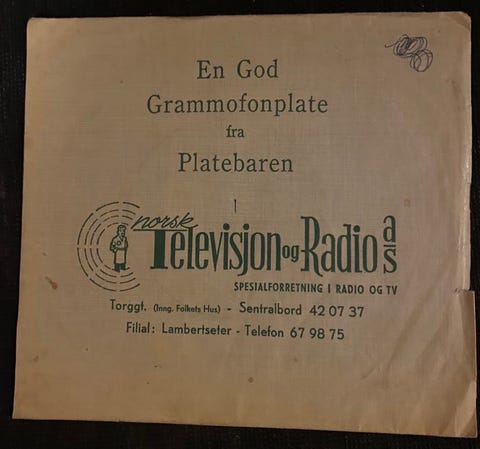 En God
Grammofonplate
fra
Platebaren
i
norsk
Televisjon og Radio a/s
SPESIALFORRETNING I RADIO OG TV
Torggt. (Inng. Folkets Hus) - Sentralbord 42 07 37
Filial: Lambertseter - Telefon 67 98 75